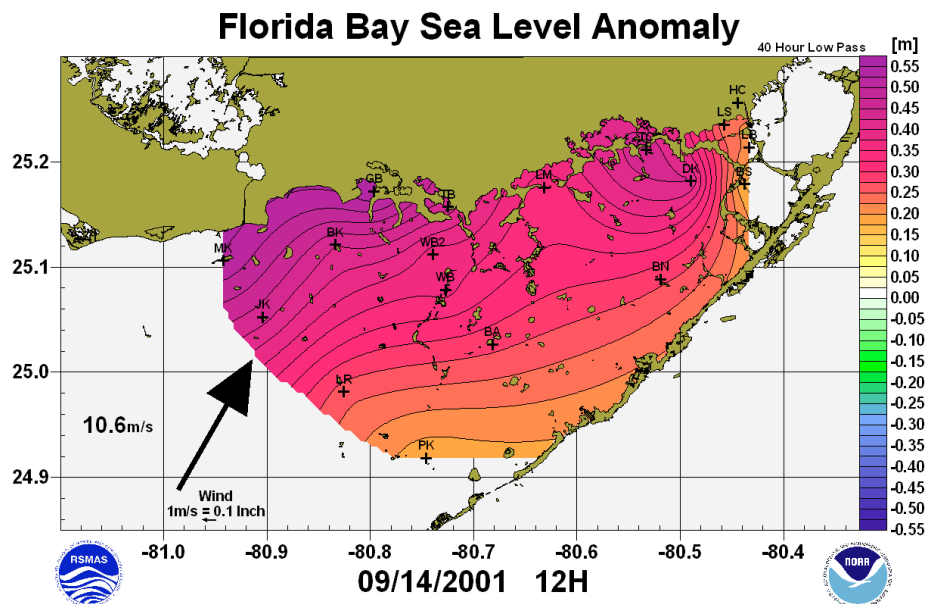 Florida Bay Sea Level Anomaly
40 Hour Low Pass
[m]
0.55
0.50
0.45
0.40
0.35
0.30
0.25
0.20
0.15
0.10
0.05
0.00
-0.05
-0.10
-0.15
-0.20
-0.25
-0.30
-0.35
-0.40
-0.45
-0.50
-0.55
25.2
25.1
25.0
24.9
HC
LS
LB
DK
BS
LM
GB
TB
BK
WB2
MK
WB
BN
JK
BA
LR
PK
10.6m/s
Wind
1m/s = 0.1 Inch
-81.0
-80.9
-80.8
-80.7
-80.6
-80.5
-80.4
RSMAS
09/14/2001 12H
NOAA